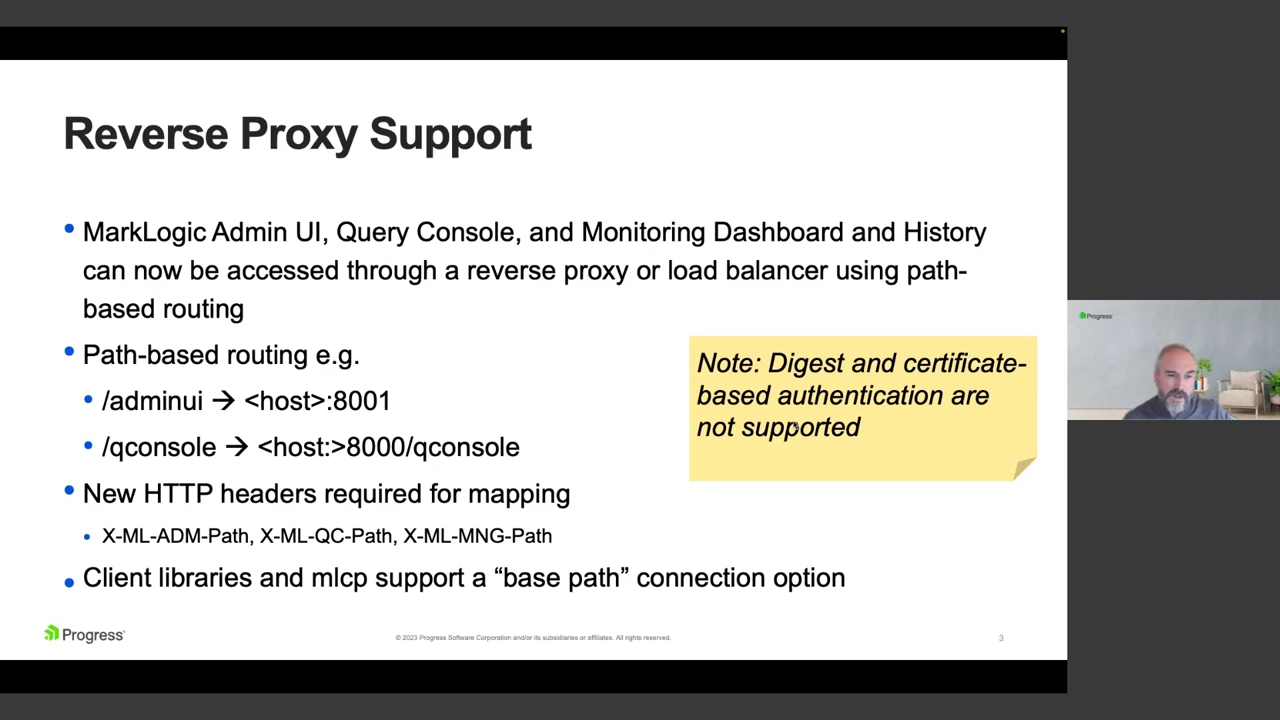 Reverse Proxy Support
• MarkLogic Admin UI, Query Console, and Monitoring Dashboard and History
can now be accessed through a reverse proxy or load balancer using path-
based routing
• Path-based routing e.g.
• /adminui → <host>:8001
• /qconsole → <host:>8000/qconsole
• New HTTP headers required for mapping
• X-ML-ADM-Path, X-ML-QC-Path, X-ML-MNG-Path
• Client libraries and mlcp support a “base path” connection option
Note: Digest and certificate-
based authentication are
not supported
Progress
© 2023 Progress Software Corporation and/or its subsidiaries or affiliates. All rights reserved.
3
Progress